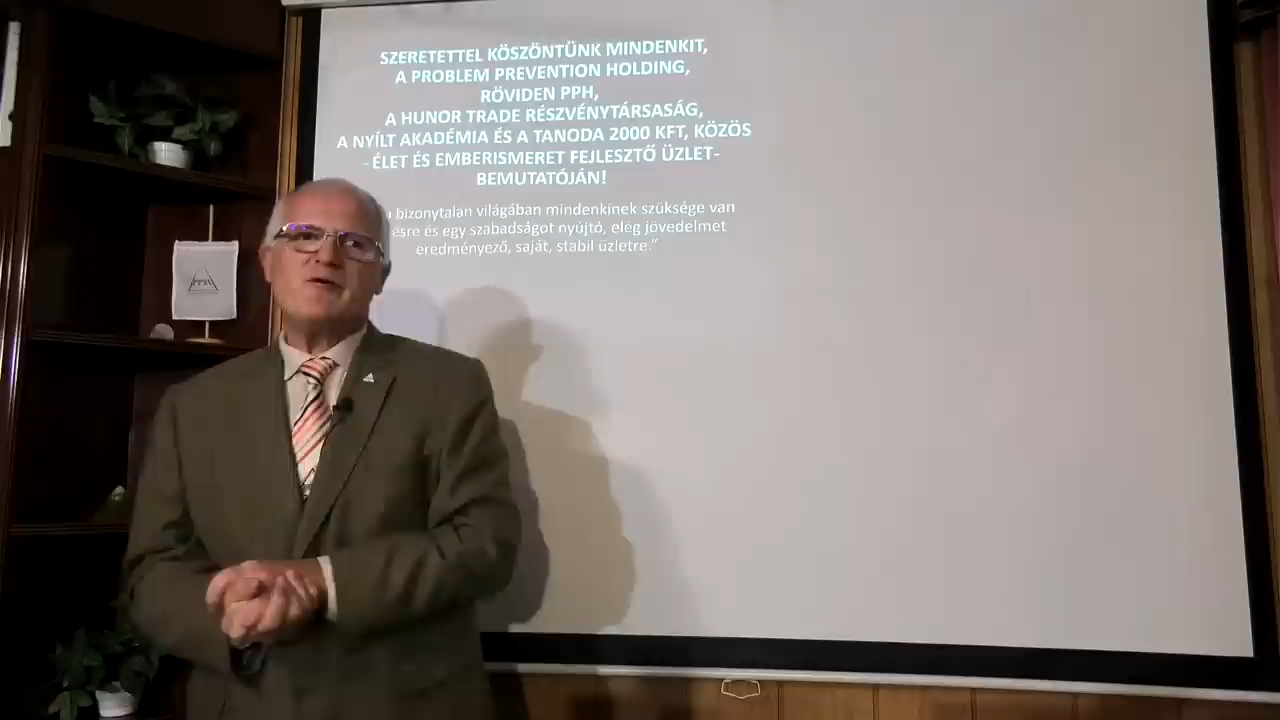 SZERETETTEL KÖSZÖNTÜNK MINDENKIT,
A PROBLEM PREVENTION HOLDING,
RÖVIDEN PPH,
A HUNOR TRADE RÉSZVÉNYTÁRSASÁG,
A NYÍLT AKADÉMIA ÉS A TANODA 2000 KFT, KÖZÖS
- ÉLET ÉS EMBERISMERET FEJLESZTŐ ÜZLET-
BEMUTATÓJÁN!
bizonytalan világában mindenkinek szüksége van
és egy szabadságot nyújtó, elég jövedelmet
eredményező, saját, stabil üzletre.”